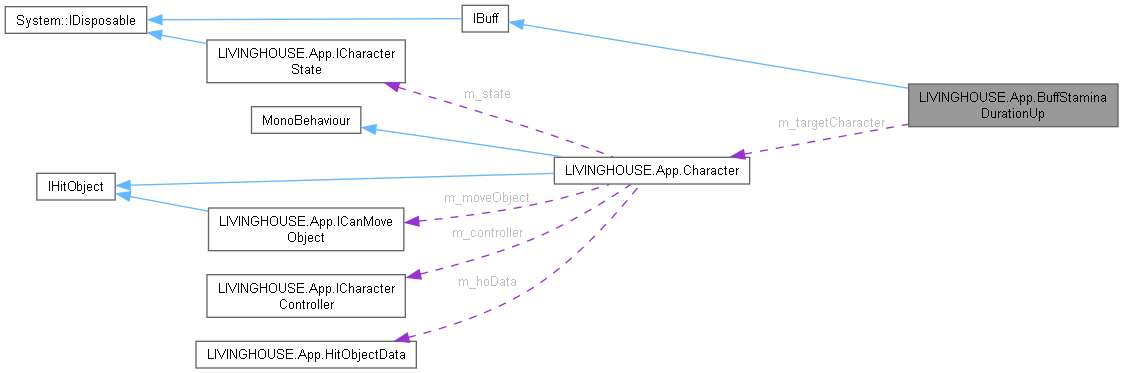 System::IDisposable
IBuff
LIVINGHOUSE.App.ICharacter
State
m_state
LIVINGHOUSE.App.BuffStamina
DurationUp
MonoBehaviour
m_targetCharacter
LIVINGHOUSE.App.Character
IHitObject
m_moveObject
LIVINGHOUSE.App.ICanMove
Object
m_controller
LIVINGHOUSE.App.ICharacter
Controller
m_hoData
LIVINGHOUSE.App.HitObjectData